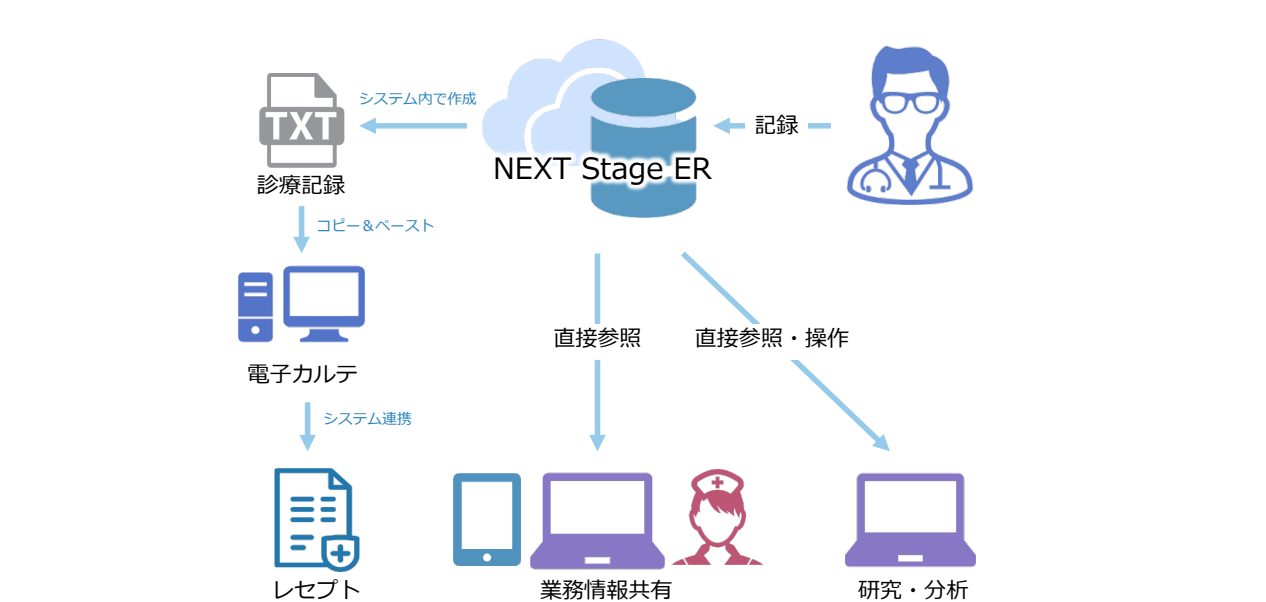 システム内で作成
TXT
記録
NEXT Stage ER
診療記録
コピー＆ペースト
直接参照
直接参照・操作
電子カルテ
システム連携
レセプト
業務情報共有
研究・分析